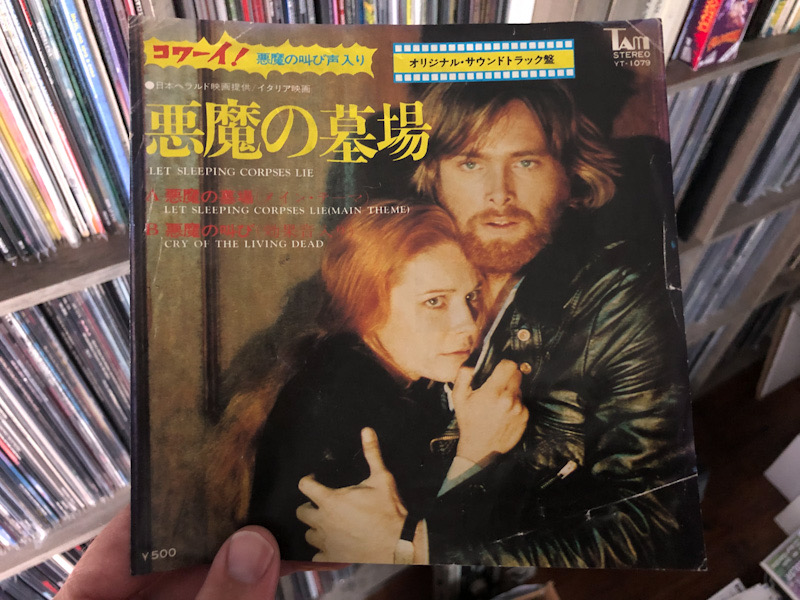 コワーイ! 悪魔の叫び声入り
オリジナル・サウンドトラック盤
TAM
STEREO
YT-1079
●日本ヘラルド映画提供/イタリア映画
悪魔の墓場
LET SLEEPING CORPSES LIE
A 悪魔の墓場
LET SLEEPING CORPSES LIE(MAIN THEME)
B 悪魔の叫び
CRY OF THE LIVING DEAD
¥500